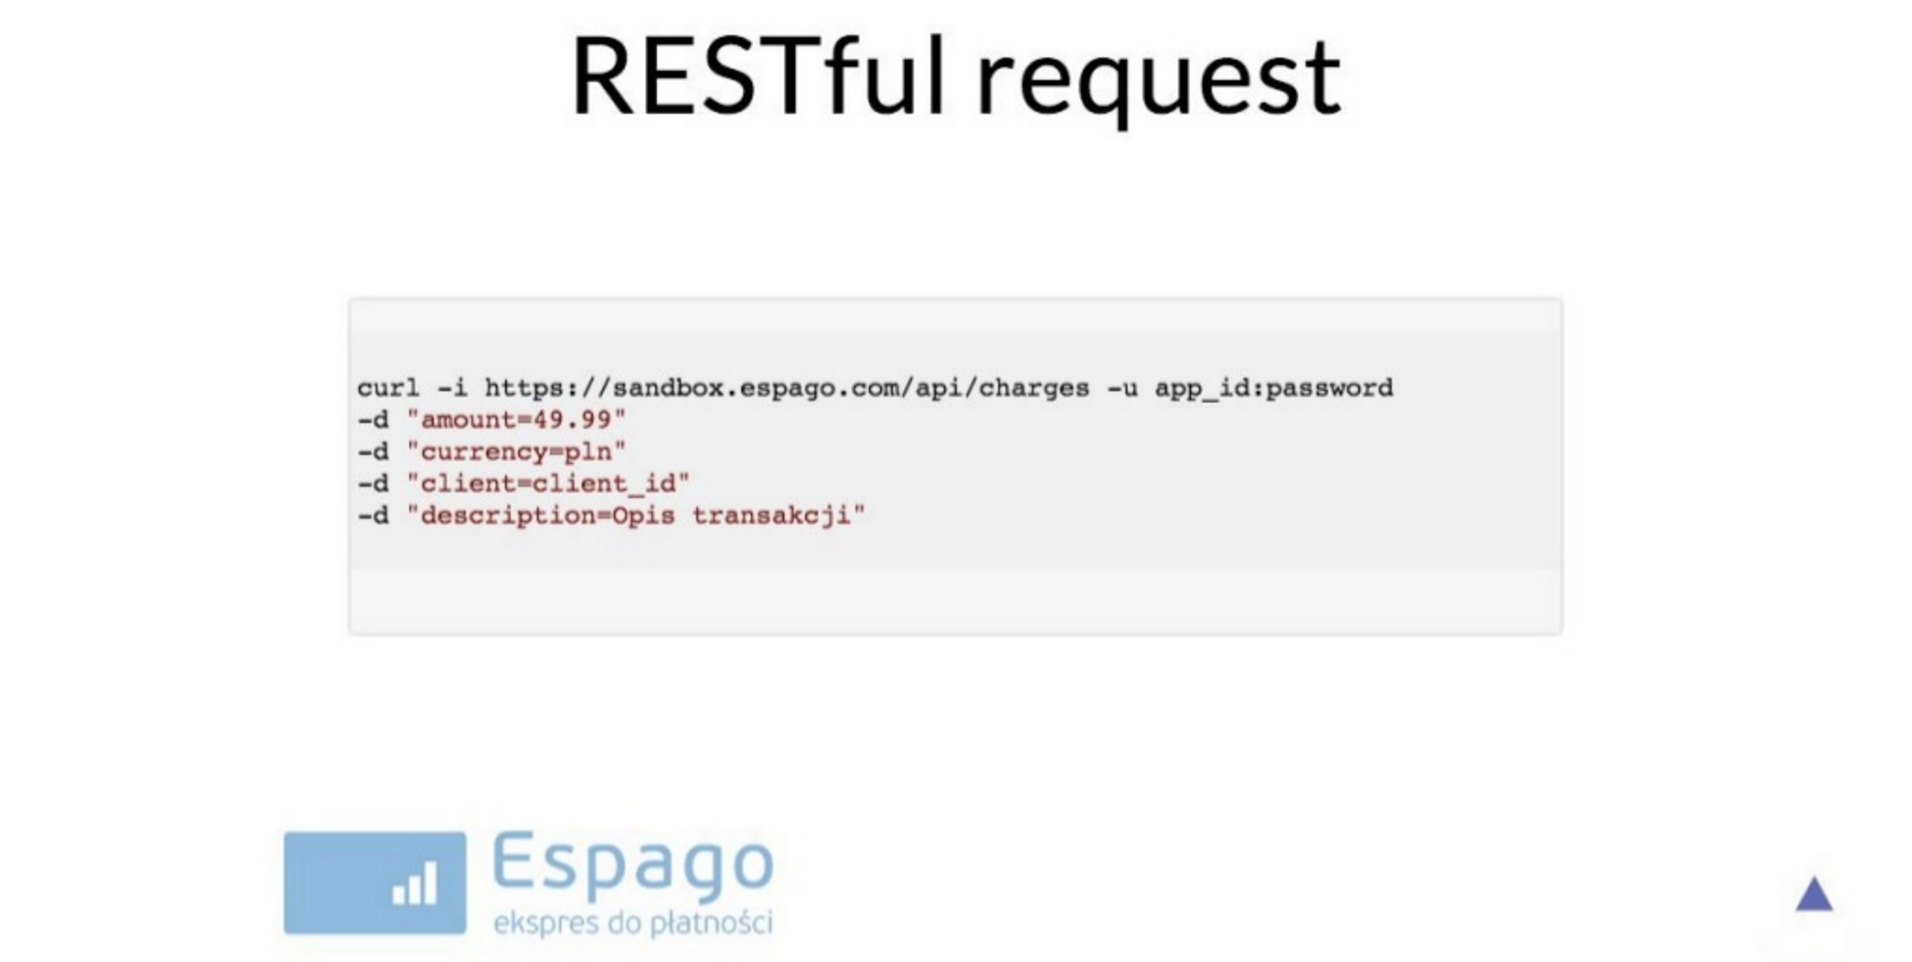 RESTful request
curl -i https://sandbox.espago.com/api/charges -u app_id:password
-d "amount=49.99"
-d "currency=pln"
-d "client=client_id"
-d "description=Opis transakcji"
Espago
ekspres do płatności